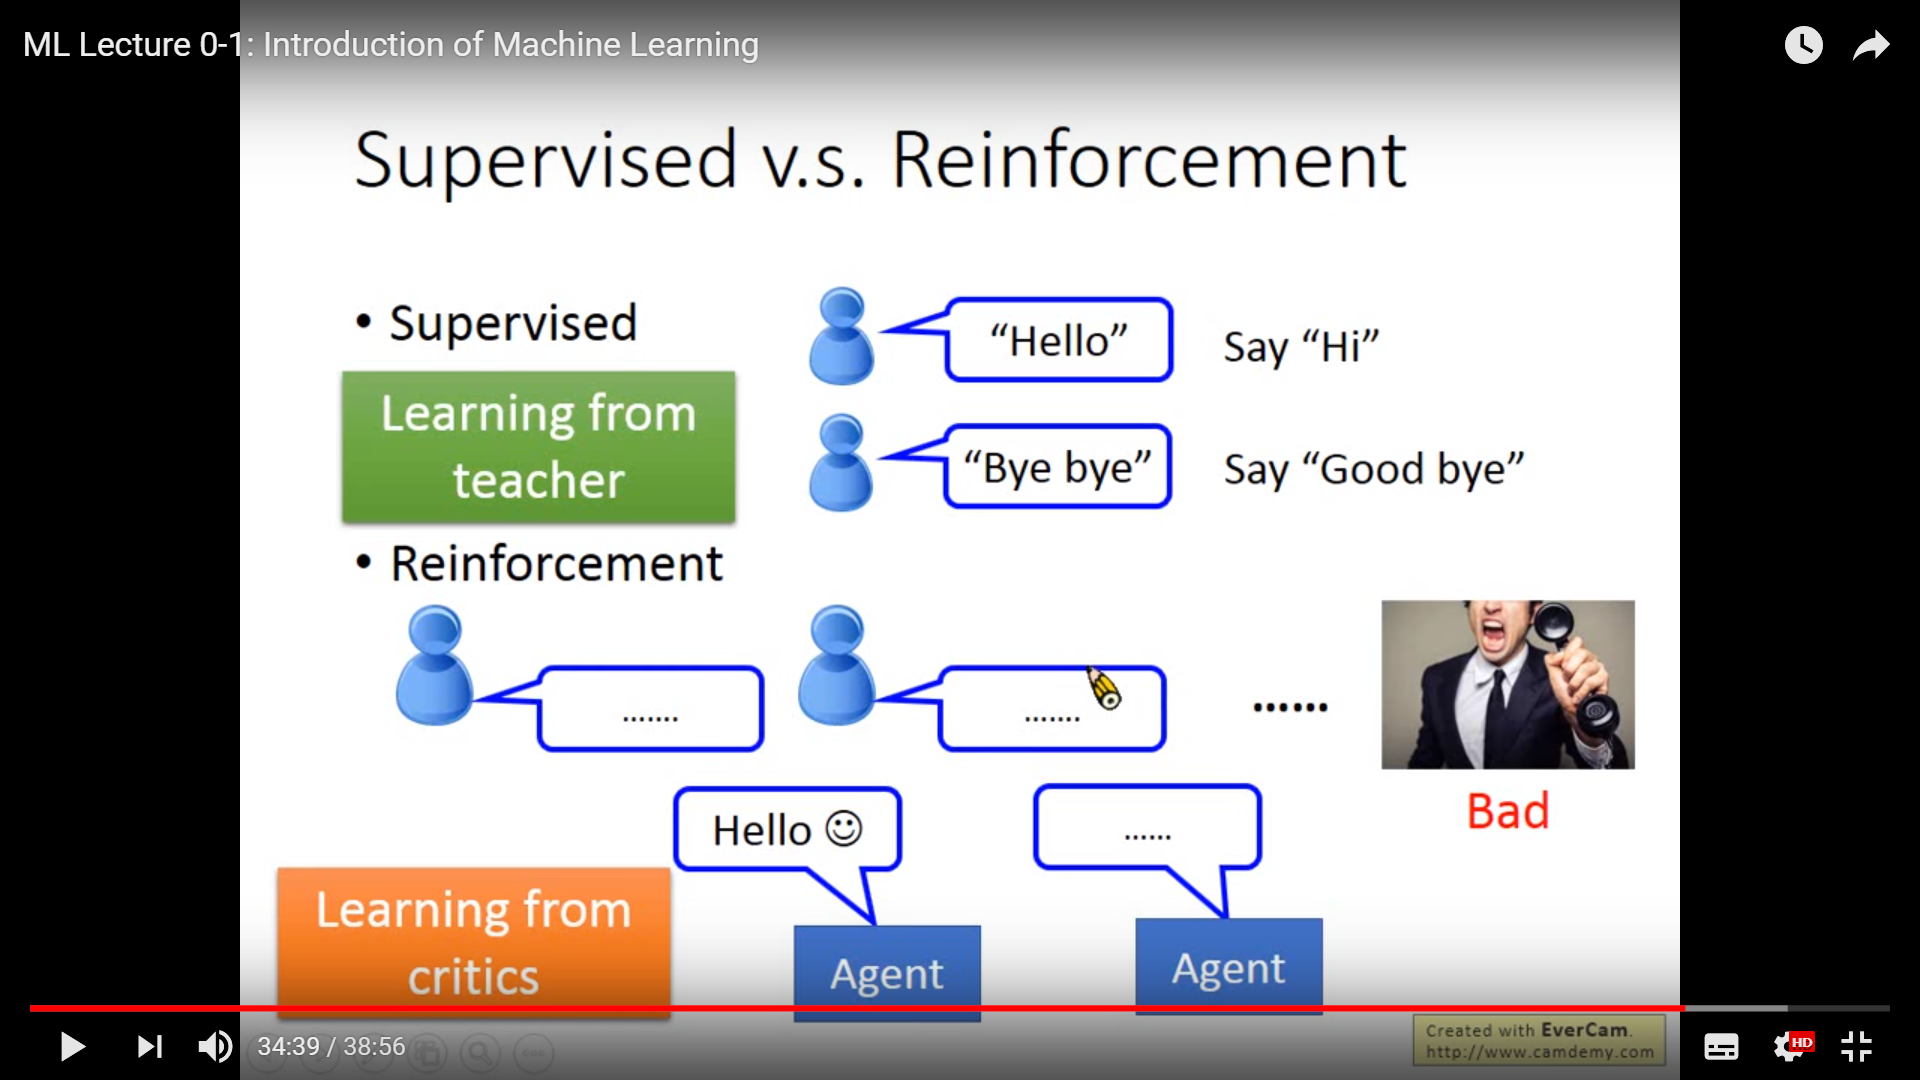 ML Lecture 0-1: Introduction of Machine Learning
Supervised v.s. Reinforcement
• Supervised
Learning from
teacher
“Hello”
Say “Hi”
“Bye bye”
Say “Good bye”
• Reinforcement
.......
.......
......
Bad
Hello ☺
......
Learning from
critics
Agent
Agent
34:39 / 38:56
Created with EverCam.
http://www.camdemy.com
HD